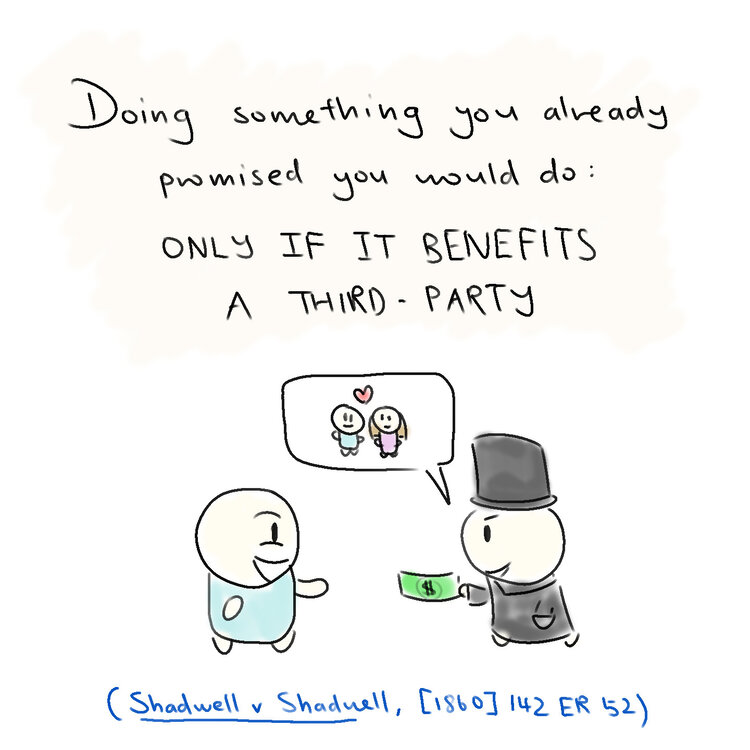 Doing something you already
promised you would do:
ONLY IF IT BENEFITS
A THIRD-PARTY
$
(Shadwell v Shadwell, [1860] 142 ER 52)